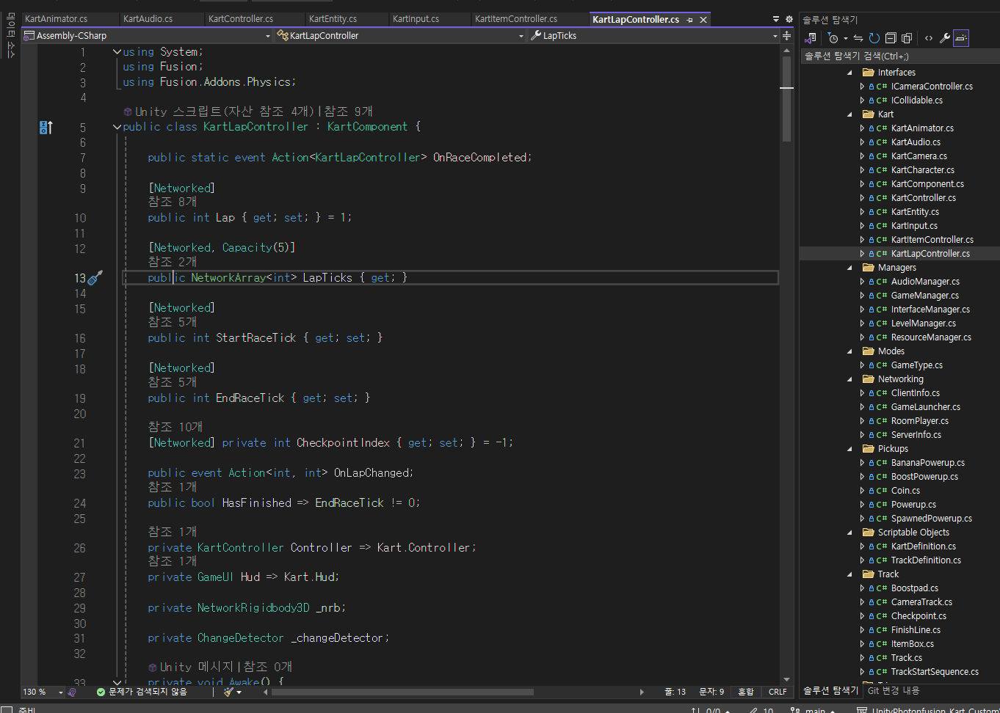 데이터 소스
KartAnimator.cs KartAudio.cs KartController.cs KartEntity.cs KartInput.cs KartItemController.cs KartLapController.cs
Assembly-CSharp KartLapController LapTicks
1 using System;
2 using Fusion;
3 using Fusion.Addons.Physics;
4
Unity 스크립트(자산 참조 4개)|참조 9개
5 public class KartLapController : KartComponent {
6
7 public static event Action<KartLapController> OnRaceCompleted;
8
9 [Networked]
참조 8개
10 public int Lap { get; set; } = 1;
11
12 [Networked, Capacity(5)]
참조 2개
13 public NetworkArray<int> LapTicks { get; }
14
15 [Networked]
참조 5개
16 public int StartRaceTick { get; set; }
17
18 [Networked]
참조 5개
19 public int EndRaceTick { get; set; }
20
참조 10개
21 [Networked] private int CheckpointIndex { get; set; } = -1;
22
23 public event Action<int, int> OnLapChanged;
참조 1개
24 public bool HasFinished => EndRaceTick != 0;
25
참조 1개
26 private KartController Controller => Kart.Controller;
참조 1개
27 private GameUI Hud => Kart.Hud;
28
29 private NetworkRigidbody3D _nrb;
30
31 private ChangeDetector _changeDetector;
32
Unity 메시지|참조 0개
33 private void Awake() {
130 % 문제가 검색되지 않음 줄: 13 문자: 9 혼합 CRLF
솔루션 탐색기
솔루션 탐색기 검색(Ctrl+;)
Interfaces
C# ICameraController.cs
C# ICollidable.cs
Kart
C# KartAnimator.cs
C# KartAudio.cs
C# KartCamera.cs
C# KartCharacter.cs
C# KartComponent.cs
C# KartController.cs
C# KartEntity.cs
C# KartInput.cs
C# KartItemController.cs
C# KartLapController.cs
Managers
C# AudioManager.cs
C# GameManager.cs
C# InterfaceManager.cs
C# LevelManager.cs
C# ResourceManager.cs
Modes
C# GameType.cs
Networking
C# ClientInfo.cs
C# GameLauncher.cs
C# RoomPlayer.cs
C# ServerInfo.cs
Pickups
C# BananaPowerup.cs
C# BoostPowerup.cs
C# Coin.cs
C# Powerup.cs
C# SpawnedPowerup.cs
Scriptable Objects
C# KartDefinition.cs
C# TrackDefinition.cs
Track
C# Boostpad.cs
C# CameraTrack.cs
C# Checkpoint.cs
C# FinishLine.cs
C# ItemBox.cs
C# Track.cs
C# TrackStartSequence.cs
솔루션 탐색기 Git 변경 내용
준비 0/0 10 main UnityPhotonfusion_Kart_Custom